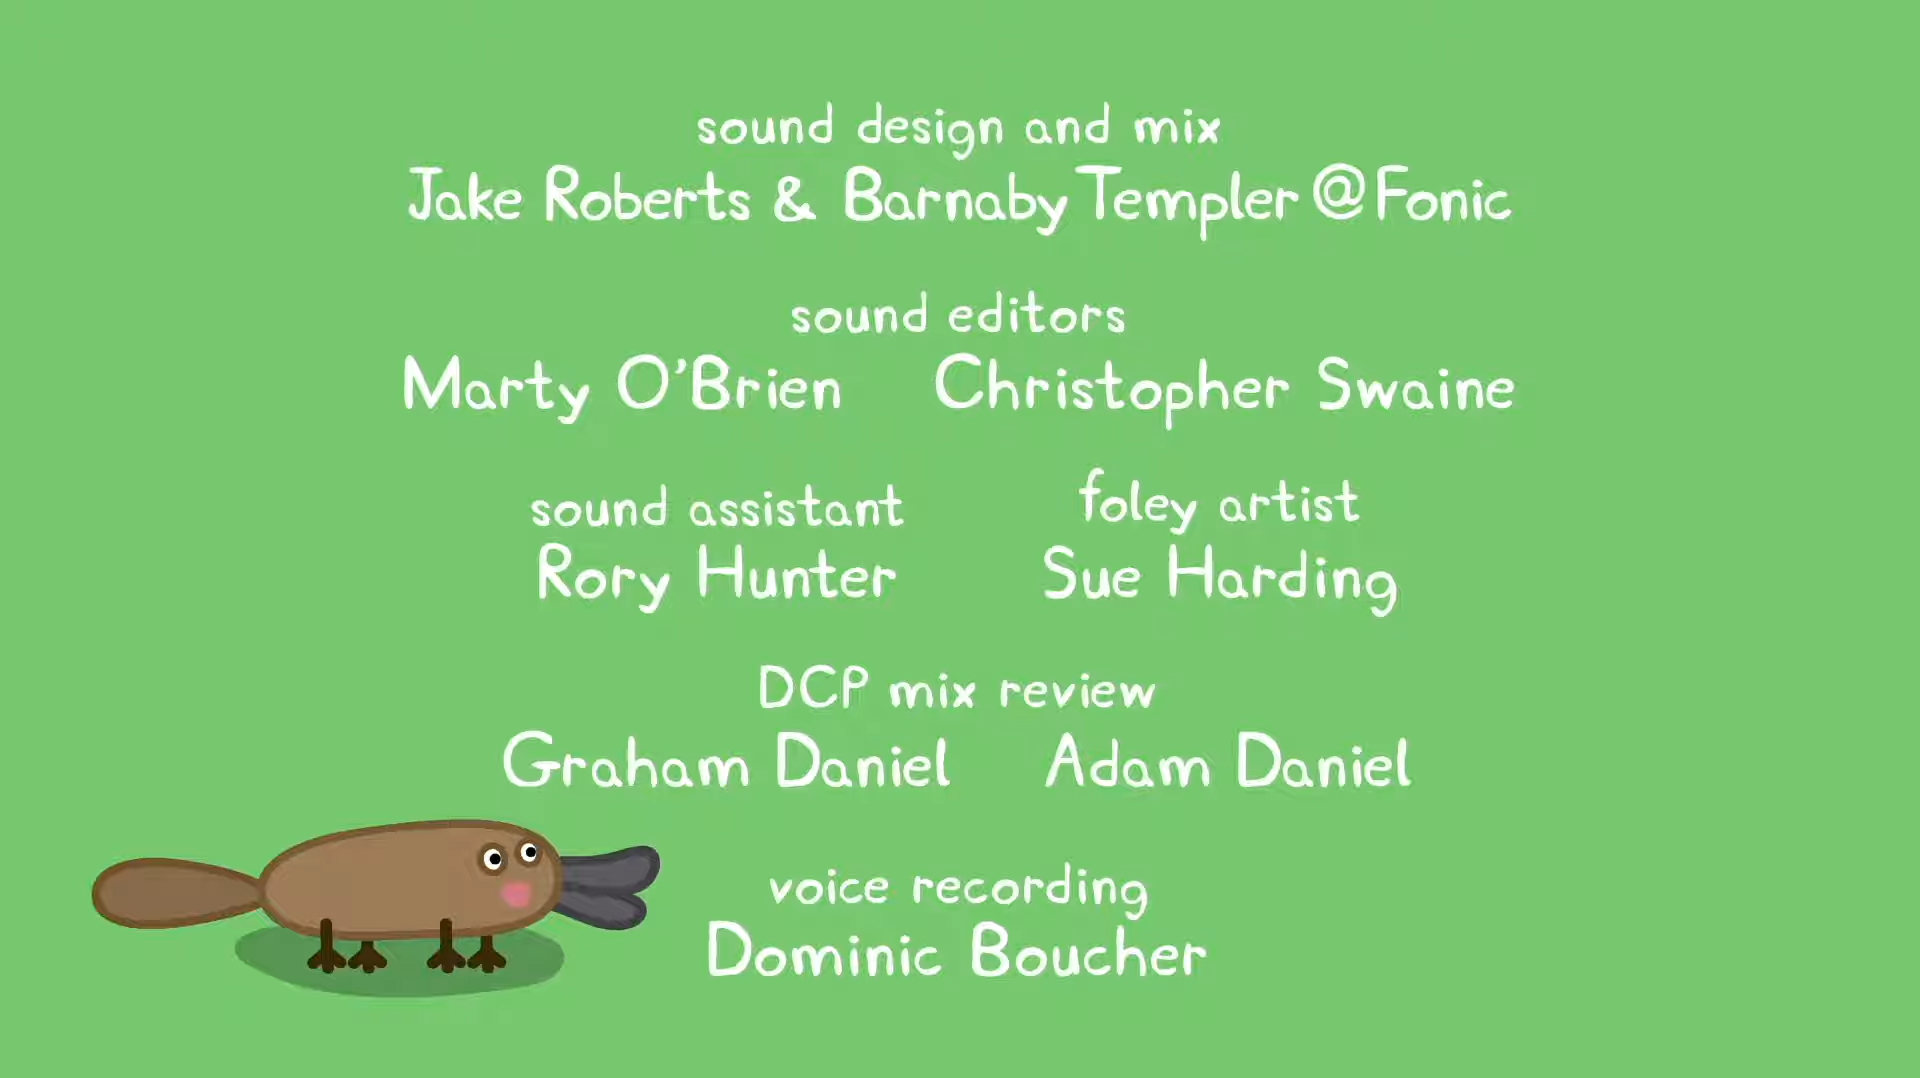 sound design and mix
Jake Roberts & Barnaby Templer @ Fonic
sound editors
Marty O'Brien Christopher Swaine
sound assistant foley artist
Rory Hunter Sue Harding
DCP mix review
Graham Daniel Adam Daniel
voice recording
Dominic Boucher